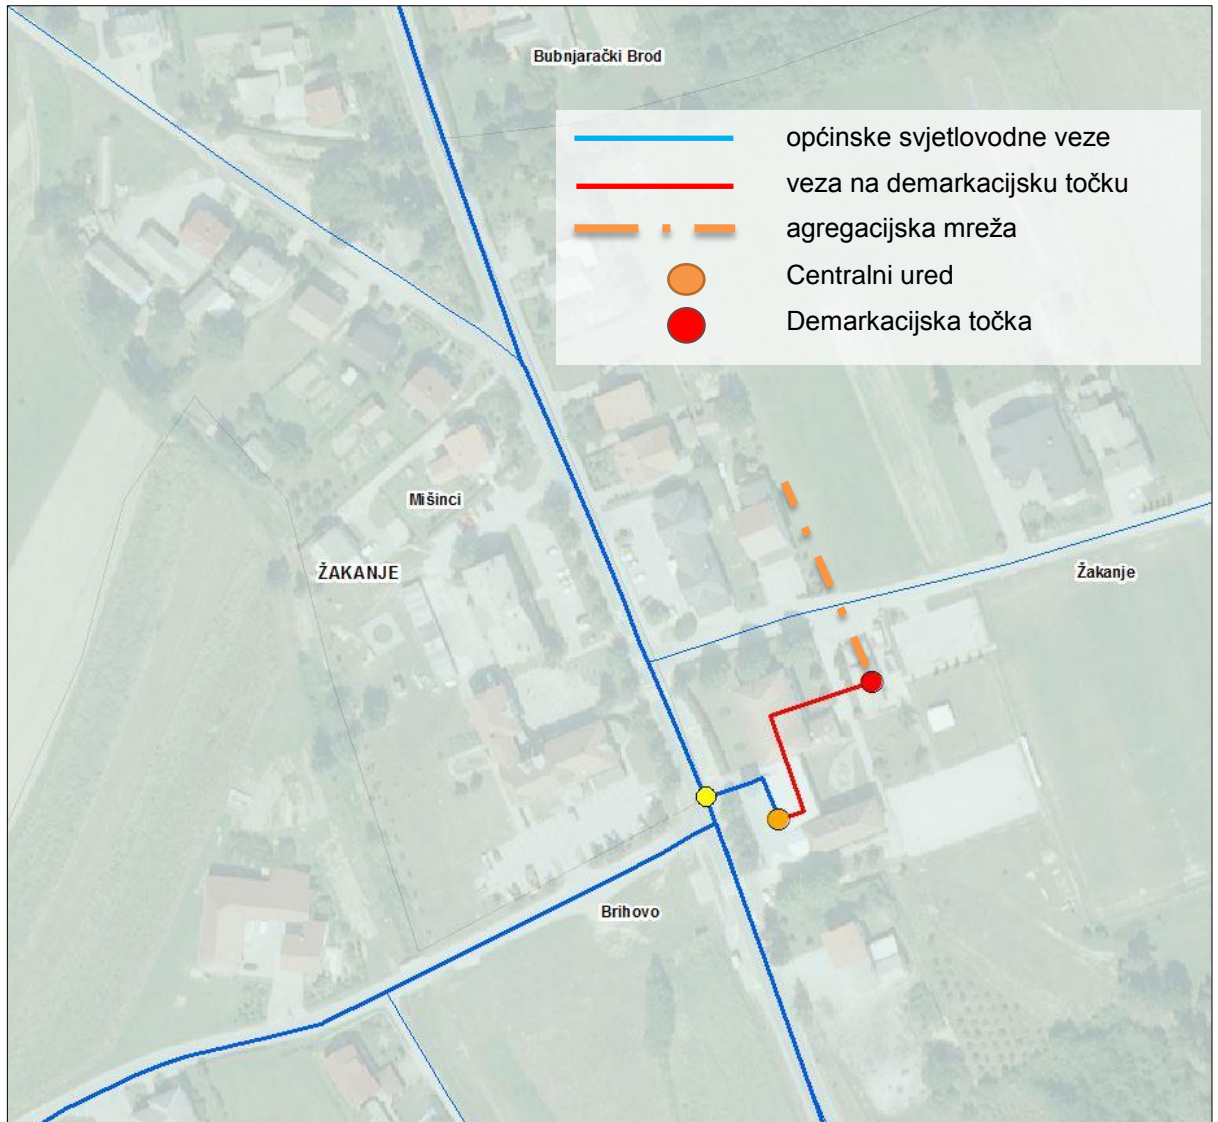 Bubnjarački Brod
općinske svjetlovodne veze
veza na demarkacijsku točku
agregacijska mreža
Centralni ured
Demarkacijska točka
Mišinci
ŽAKANJE
Žakanje
Brihovo